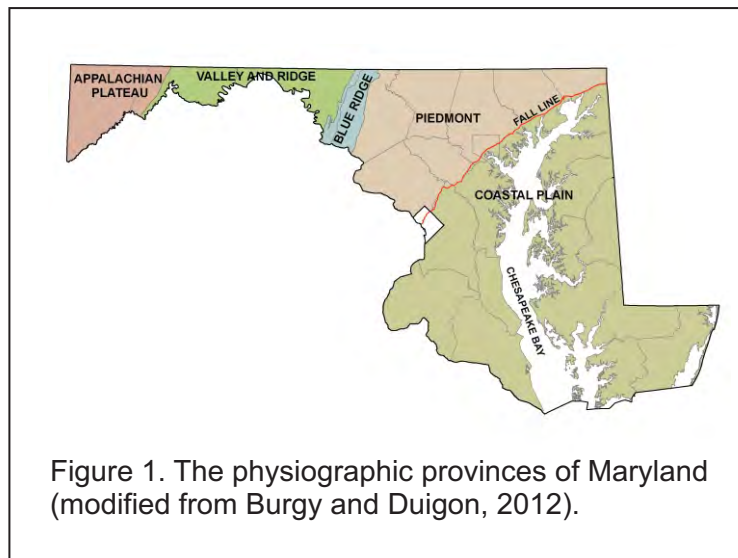 APPALACHIAN
PLATEAU
VALLEY AND RIDGE
BLUE RIDGE
PIEDMONT
FALL LINE
COASTAL PLAIN
CHESAPEAKE BAY
Figure 1. The physiographic provinces of Maryland
(modified from Burgy and Duigon, 2012).